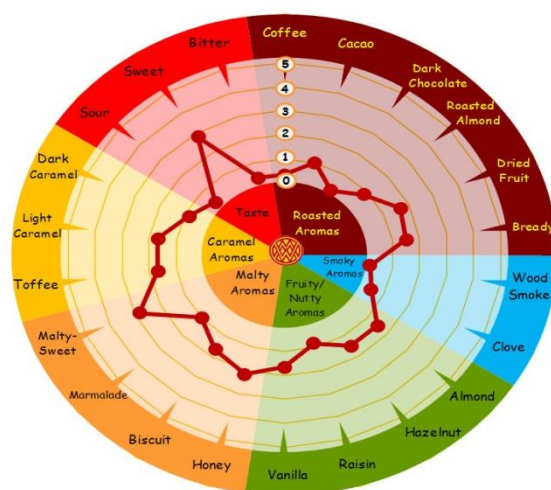 Coffee
Cacao
Dark
Chocolate
Roasted
Almond
Dried
Fruit
Bready
Wood
Smoke
Clove
Almond
Hazelnut
Raisin
Vanilla
Honey
Biscuit
Marmalade
Malty-
Sweet
Toffee
Light
Caramel
Dark
Caramel
Sour
Sweet
Bitter
5
4
3
2
1
0
Taste
Roasted
Aromas
Caramel
Aromas
Smoky
Aromas
Malty
Aromas
Fruity/
Nutty
Aromas